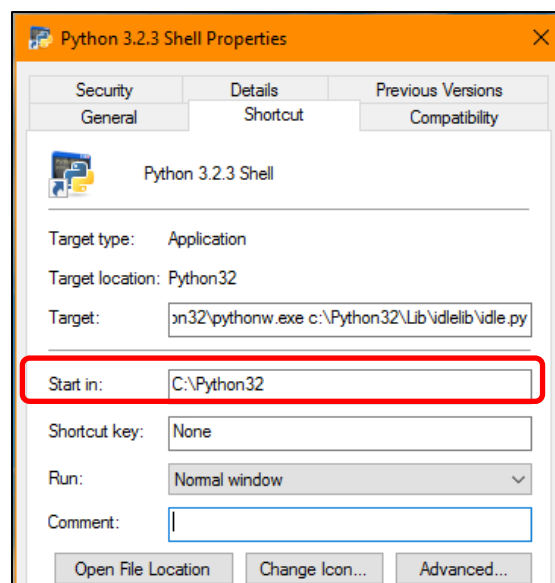 Python 3.2.3 Shell Properties
Security Details Previous Versions
General Shortcut Compatibility
Python 3.2.3 Shell
Target type: Application
Target location: Python32
Target: on32\pythonw.exe c:\Python32\Lib\idlelib\idle.py
Start in: C:\Python32
Shortcut key: None
Run: Normal window
Comment:
Open File Location Change Icon... Advanced...